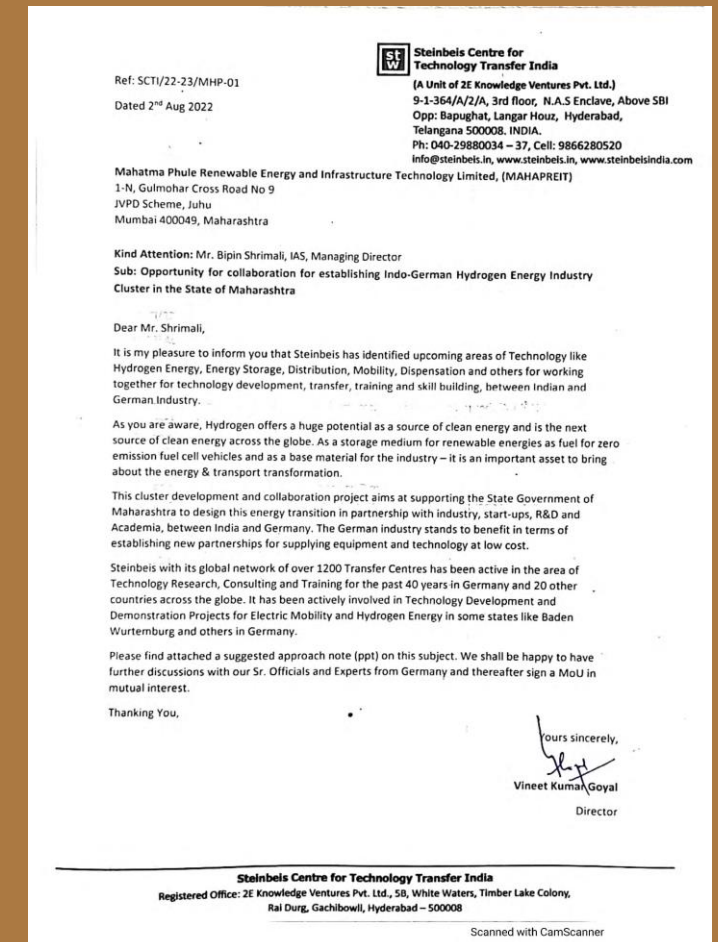 st
w
Steinbeis Centre for
Technology Transfer India
(A Unit of 2E Knowledge Ventures Pvt. Ltd.)
9-1-364/A/2/A, 3rd floor, N.A.S Enclave, Above SBI
Opp: Bapughat, Langar Houz, Hyderabad,
Telangana 500008. INDIA.
Ph: 040-29880034 – 37, Cell: 9866280520
info@steinbeis.in, www.steinbeis.in, www.steinbeisindia.com
Ref: SCTI/22-23/MHP-01
Dated 2nd Aug 2022
Mahatma Phule Renewable Energy and Infrastructure Technology Limited, (MAHAPREIT)
1-N, Gulmohar Cross Road No 9
JVPD Scheme, Juhu
Mumbai 400049, Maharashtra
Kind Attention: Mr. Bipin Shrimali, IAS, Managing Director
Sub: Opportunity for collaboration for establishing Indo-German Hydrogen Energy Industry
Cluster in the State of Maharashtra
Dear Mr. Shrimali,
It is my pleasure to inform you that Steinbeis has identified upcoming areas of Technology like
Hydrogen Energy, Energy Storage, Distribution, Mobility, Dispensation and others for working
together for technology development, transfer, training and skill building, between Indian and
German Industry.
As you are aware, Hydrogen offers a huge potential as a source of clean energy and is the next
source of clean energy across the globe. As a storage medium for renewable energies as fuel for zero
emission fuel cell vehicles and as a base material for the industry – it is an important asset to bring
about the energy & transport transformation.
This cluster development and collaboration project aims at supporting the State Government of
Maharashtra to design this energy transition in partnership with industry, start-ups, R&D and
Academia, between India and Germany. The German industry stands to benefit in terms of
establishing new partnerships for supplying equipment and technology at low cost.
Steinbeis with its global network of over 1200 Transfer Centres has been active in the area of
Technology Research, Consulting and Training for the past 40 years in Germany and 20 other
countries across the globe. It has been actively involved in Technology Development and
Demonstration Projects for Electric Mobility and Hydrogen Energy in some states like Baden
Wurtemburg and others in Germany.
Please find attached a suggested approach note (ppt) on this subject. We shall be happy to have
further discussions with our Sr. Officials and Experts from Germany and thereafter sign a MoU in
mutual interest.
Thanking You,
Yours sincerely,
Vineet Kumar Goyal
Director
Steinbeis Centre for Technology Transfer India
Registered Office: 2E Knowledge Ventures Pvt. Ltd., 5B, White Waters, Timber Lake Colony,
Rai Durg, Gachibowli, Hyderabad – 500008
Scanned with CamScanner